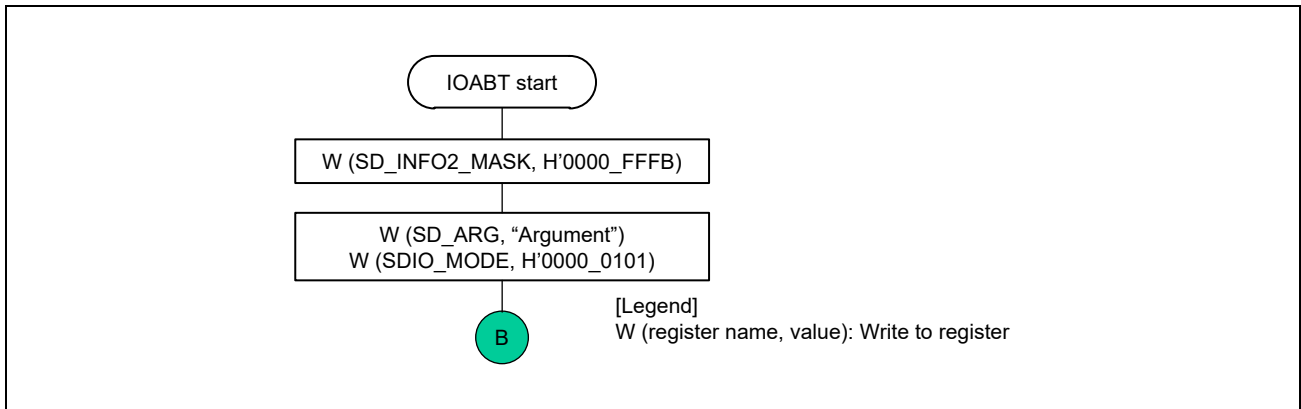 IOABT start
W (SD_INFO2_MASK, H’0000_FFFB)
W (SD_ARG, “Argument”)
W (SDIO_MODE, H’0000_0101)
[Legend]
W (register name, value): Write to register
B